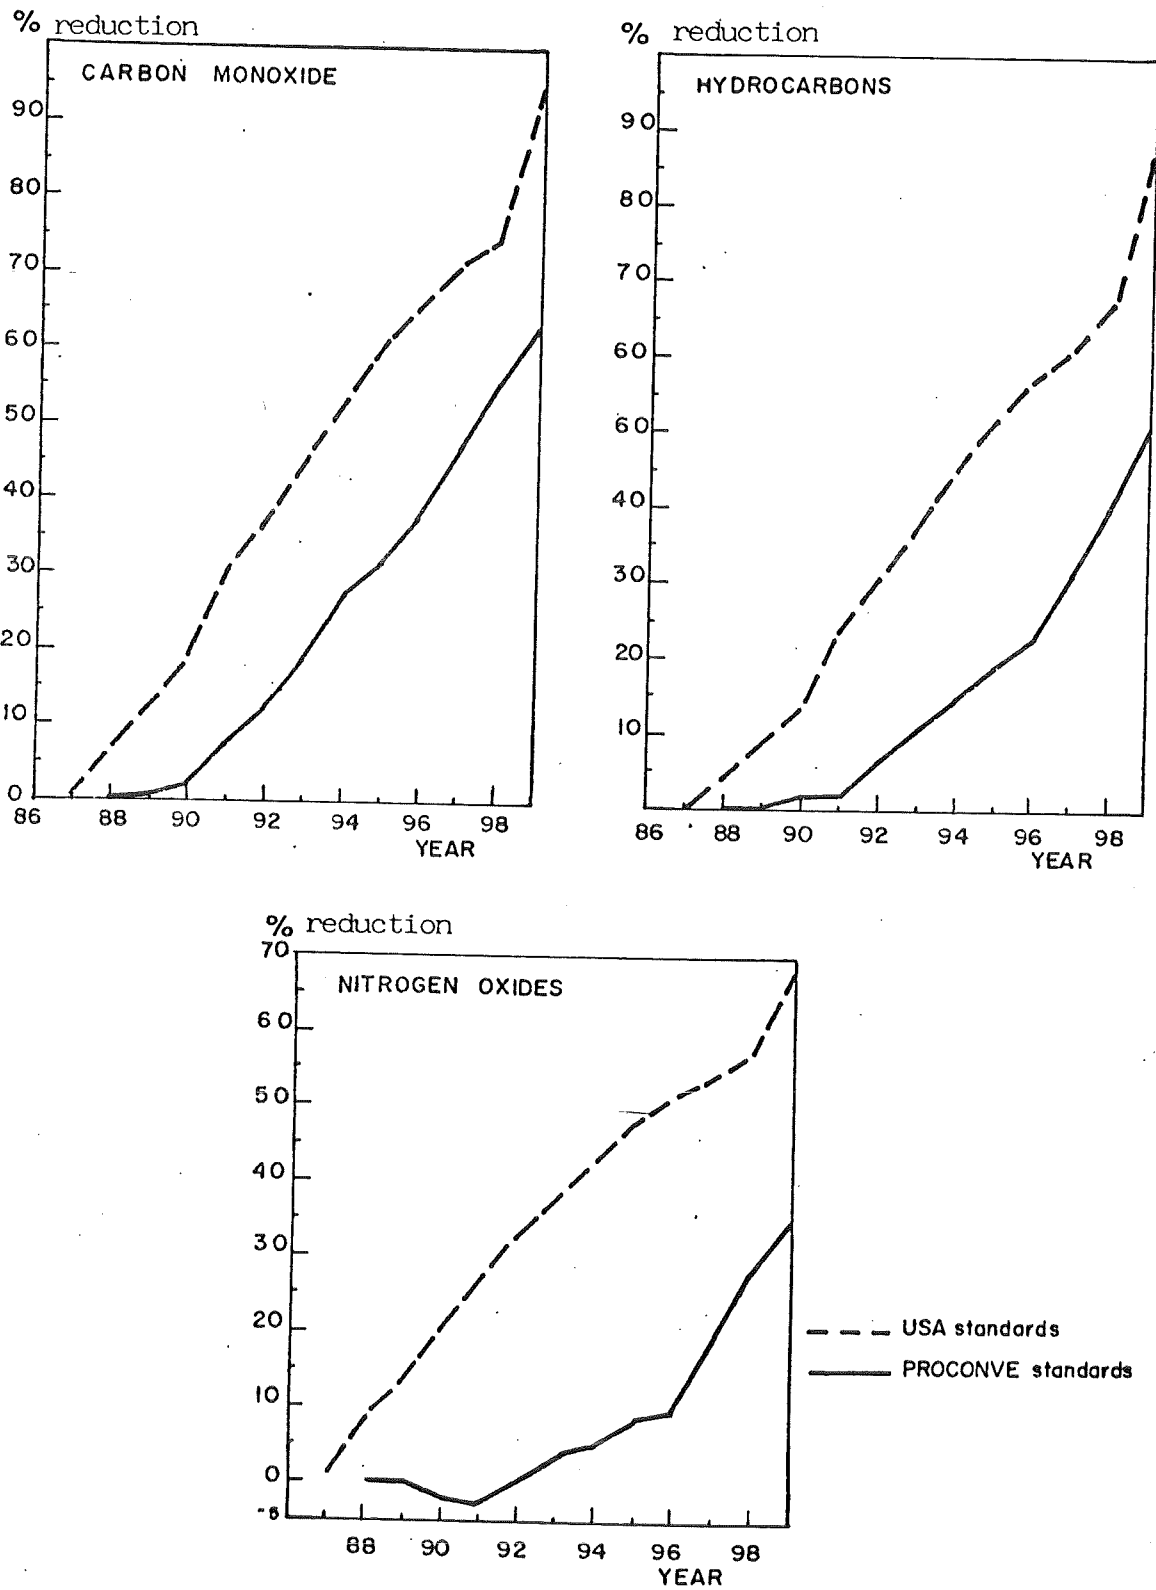 % reduction
CARBON MONOXIDE
90
80
70
60
50
40
30
20
10
0
86 88 90 92 94 96 98
YEAR
% reduction
HYDROCARBONS
90
80
70
60
60
40
30
20
10
86 88 90 92 94 96 98
YEAR
% reduction
70
NITROGEN OXIDES
60
50
40
30
20
10
0
-5
88 90 92 94 96 98
YEAR
USA standards
PROCONVE standards